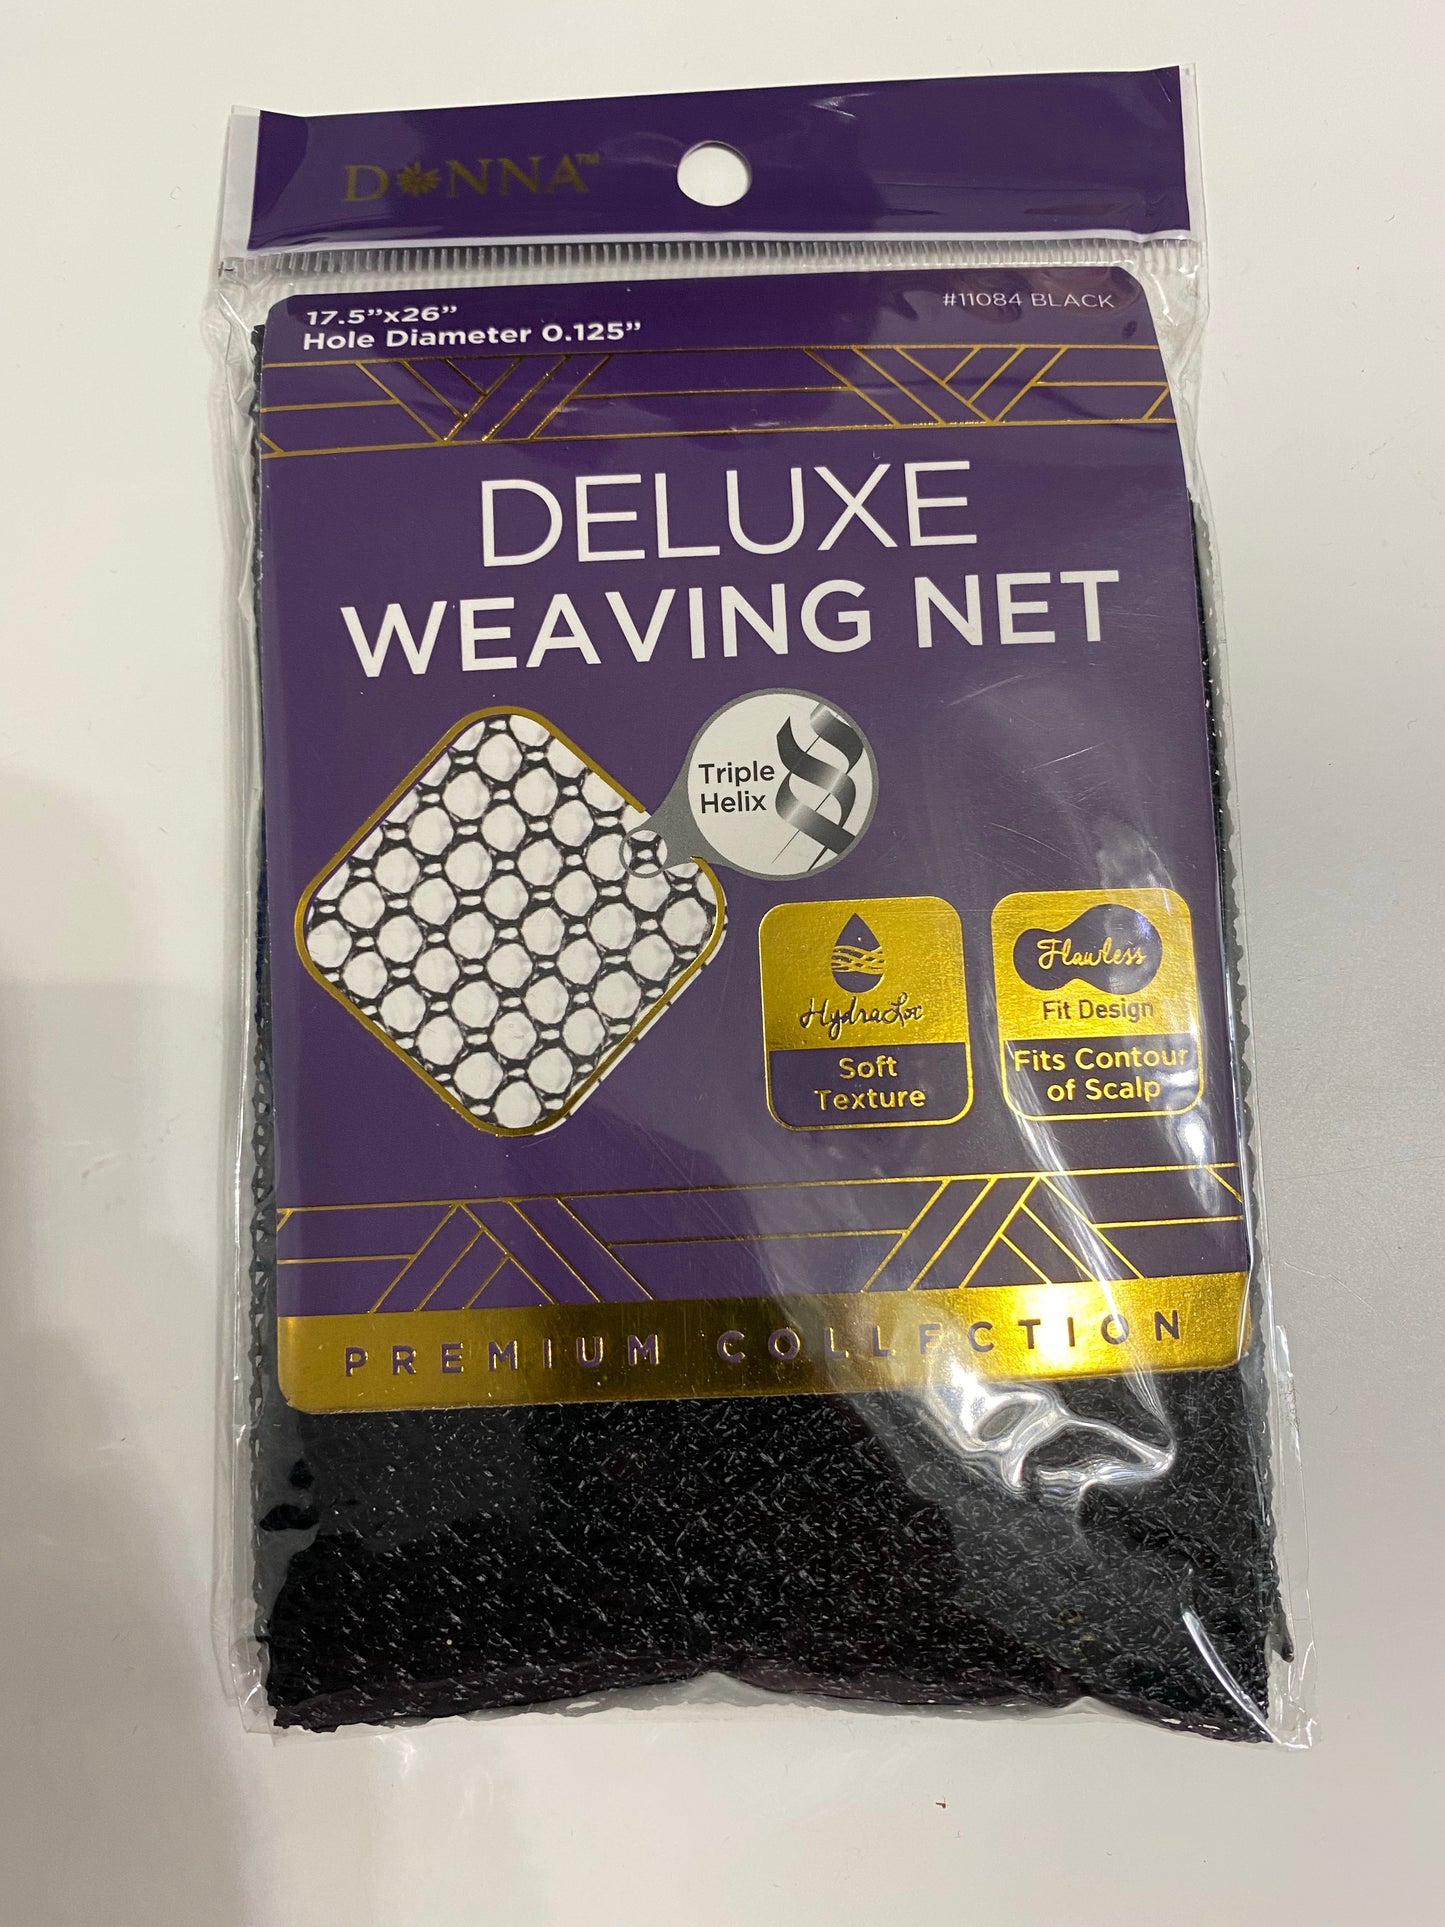 DONNA™
17.5”x26”
Hole Diameter 0.125”
#11084 BLACK
DELUXE
WEAVING NET
Triple
Helix
HydraLoc
Soft
Texture
Flawless
Fit Design
Fits Contour
of Scalp
PREMIUM COLLECTION